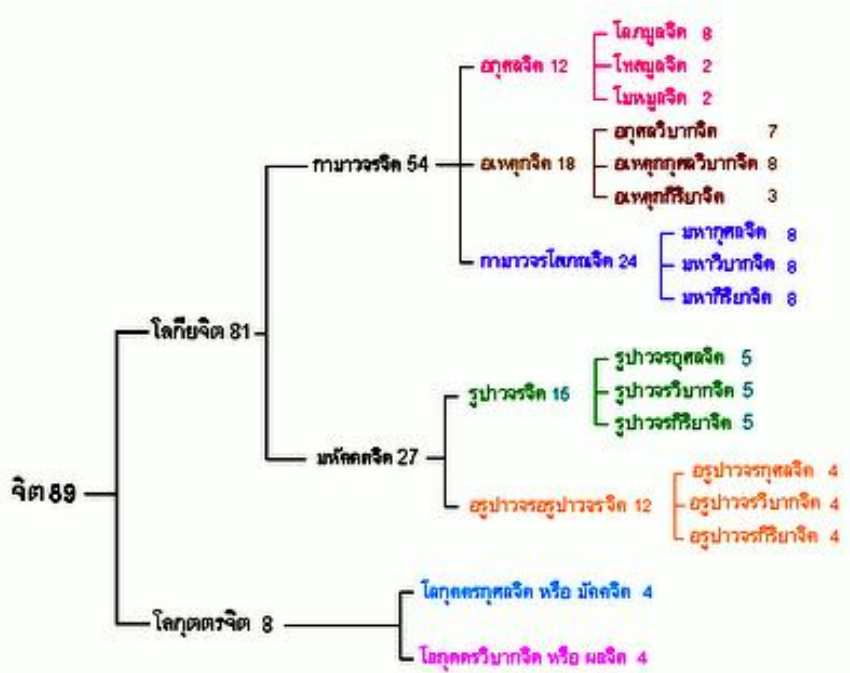 จิต 89
โลกียจิต 81
กามาวจรจิต 54
อกุศลจิต 12
โลภมูลจิต 8
โทสมูลจิต 2
โมหมูลจิต 2
อเหตุกจิต 18
อกุศลวิบากจิต 7
อเหตุกกุศลวิบากจิต 8
อเหตุกกิริยาจิต 3
กามาวจรโสภณจิต 24
มหากุศลจิต 8
มหาวิบากจิต 8
มหากิริยาจิต 8
มหัคคตจิต 27
รูปาวจรจิต 15
รูปาวจรกุศลจิต 5
รูปาวจรวิบากจิต 5
รูปาวจรกิริยาจิต 5
อรูปาวจรอรูปาวจรจิต 12
อรูปาวจรกุศลจิต 4
อรูปาวจรวิบากจิต 4
อรูปาวจรกิริยาจิต 4
โลกุตตรจิต 8
โลกุตตรกุศลจิต หรือ มัคคจิต 4
โลกุตตรวิบากจิต หรือ ผลจิต 4